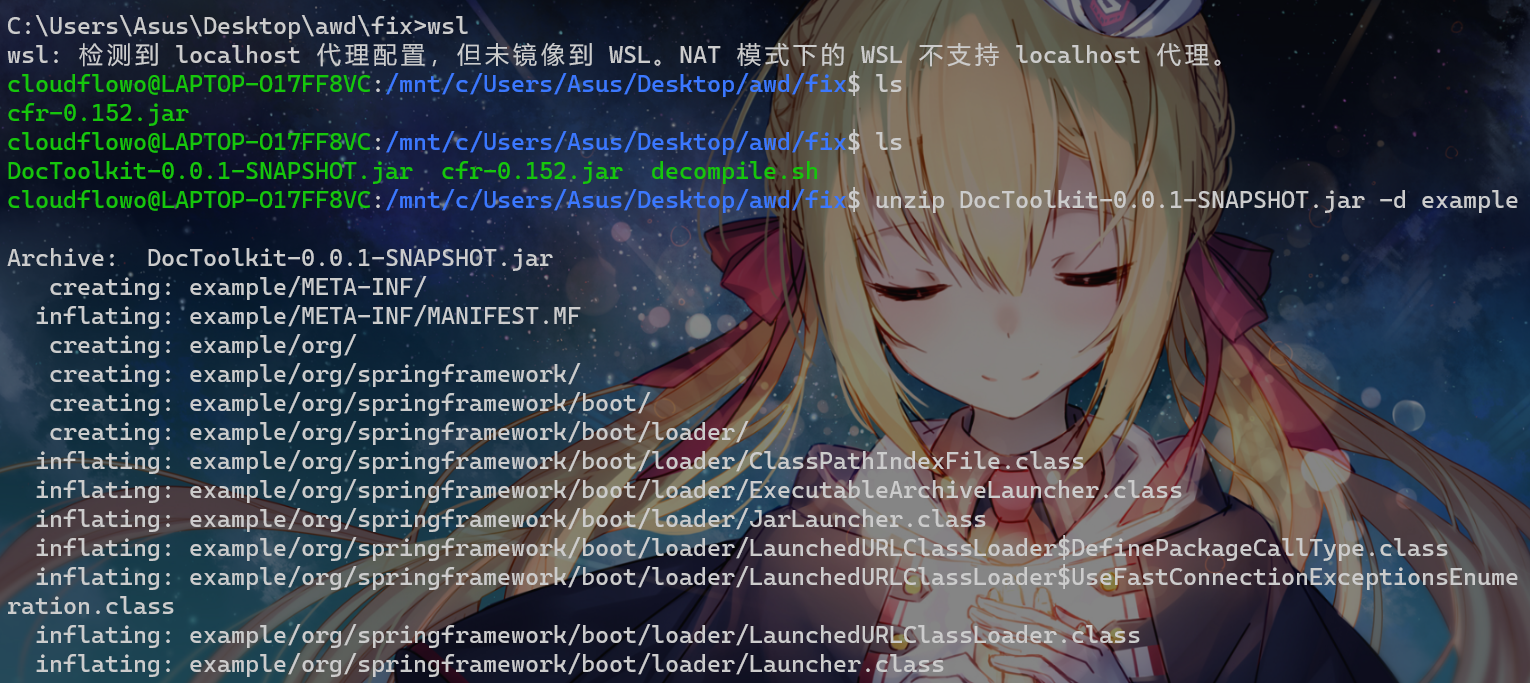 C:\Users\Asus\Desktop\awd\fix>wsl
wsl: 检测到 localhost 代理配置，但未镜像到 WSL。NAT 模式下的 WSL 不支持 localhost 代理。
cloudflowo@LAPTOP-O17FF8VC:/mnt/c/Users/Asus/Desktop/awd/fix$ ls
cfr-0.152.jar
cloudflowo@LAPTOP-O17FF8VC:/mnt/c/Users/Asus/Desktop/awd/fix$ ls
DocToolkit-0.0.1-SNAPSHOT.jar  cfr-0.152.jar  decompile.sh
cloudflowo@LAPTOP-O17FF8VC:/mnt/c/Users/Asus/Desktop/awd/fix$ unzip DocToolkit-0.0.1-SNAPSHOT.jar -d example
Archive:  DocToolkit-0.0.1-SNAPSHOT.jar
   creating: example/META-INF/
  inflating: example/META-INF/MANIFEST.MF
   creating: example/org/
   creating: example/org/springframework/
   creating: example/org/springframework/boot/
   creating: example/org/springframework/boot/loader/
  inflating: example/org/springframework/boot/loader/ClassPathIndexFile.class
  inflating: example/org/springframework/boot/loader/ExecutableArchiveLauncher.class
  inflating: example/org/springframework/boot/loader/JarLauncher.class
  inflating: example/org/springframework/boot/loader/LaunchedURLClassLoader$DefinePackageCallType.class
  inflating: example/org/springframework/boot/loader/LaunchedURLClassLoader$UseFastConnectionExceptionsEnume
ration.class
  inflating: example/org/springframework/boot/loader/LaunchedURLClassLoader.class
  inflating: example/org/springframework/boot/loader/Launcher.class